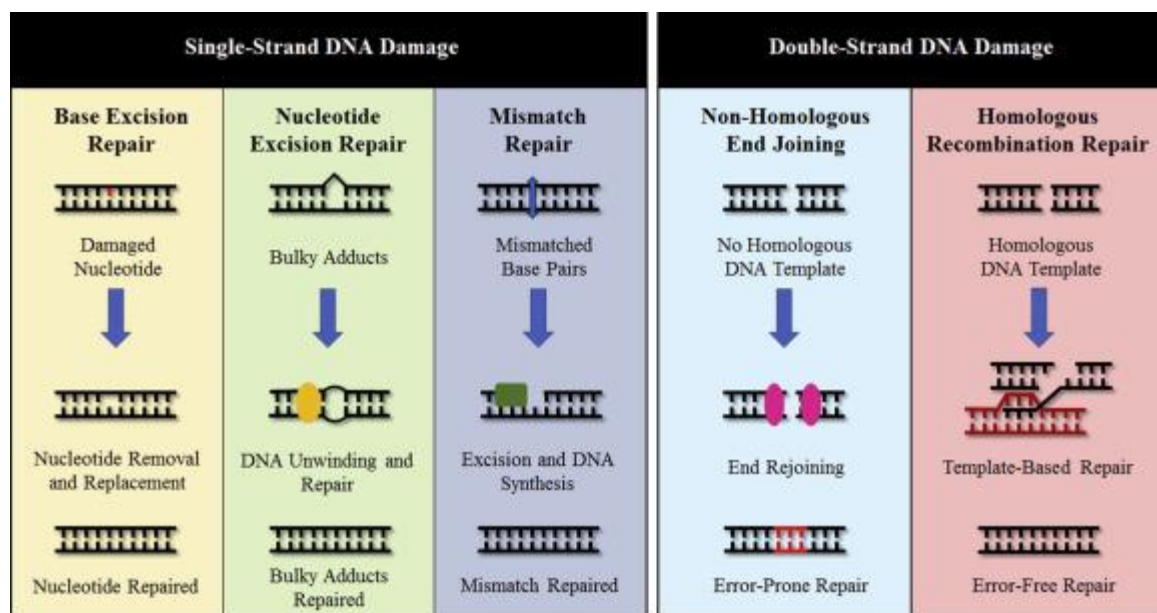 Single-Strand DNA Damage
Double-Strand DNA Damage
Base Excision
Repair
Damaged
Nucleotide
Nucleotide Removal
and Replacement
Nucleotide Repaired
Nucleotide
Excision Repair
Bulky Adducts
DNA Unwinding and
Repair
Bulky Adducts
Repaired
Mismatch
Repair
Mismatched
Base Pairs
Excision and DNA
Synthesis
Mismatch Repaired
Non-Homologous
End Joining
No Homologous
DNA Template
End Rejoining
Error-Prone Repair
Homologous
Recombination Repair
Homologous
DNA Template
Template-Based Repair
Error-Free Repair